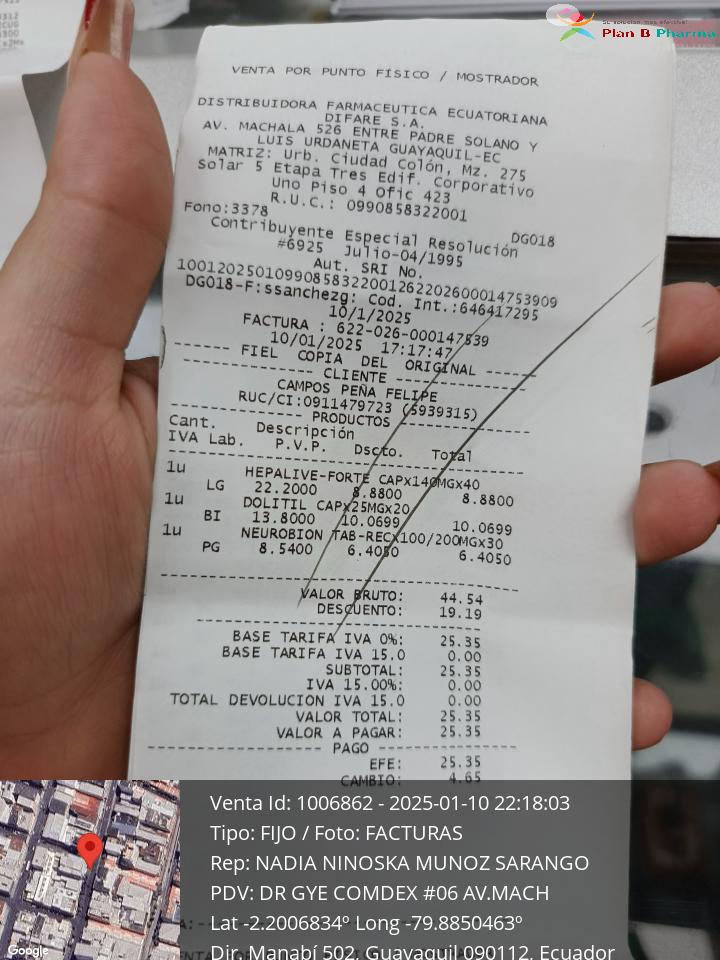 Plan B Pharma
VENTA POR PUNTO FÍSICO / MOSTRADOR
DISTRIBUIDORA FARMACEUTICA ECUATORIANA
DIFARE S.A.
AV. MACHALA 526 ENTRE PADRE SOLANO Y
LUIS URDANETA GUAYAQUIL-EC
MATRIZ: Urb. Ciudad Colón, Mz. 275
Solar 5 Etapa Tres Edif. Corporativo
Uno Piso 4 Ofic 423
R.U.C.: 0990858322001
Fono:3378 DG018
Contribuyente Especial Resolución
#6925 Julio-04/1995
Aut. SRI No.
1001202501099085832200126220260001475​3909
DG018-F:ssanchezg: Cod. Int.:646417295
10/1/2025
FACTURA : 622-026-000147539
10/01/2025 17:17:47
------- FIEL COPIA DEL ORIGINAL -------
CLIENTE
CAMPOS PEÑA FELIPE
RUC/CI:0911479723 (5939315)
PRODUCTOS
Cant. Descripción
IVA Lab. P.V.P. Dscto. Total
1u HEPALIVE-FORTE CAPx140MGx40
LG 22.2000 8.8800 8.8800
1u DOLITIL CAPx25MGx20
BI 13.8000 10.0699 10.0699
1u NEUROBION TAB-RECx100/200MGx30
PG 8.5400 6.4050 6.4050
VALOR BRUTO: 44.54
DESCUENTO: 19.19
BASE TARIFA IVA 0%: 25.35
BASE TARIFA IVA 15.0 0.00
SUBTOTAL: 25.35
IVA 15.00%: 0.00
TOTAL DEVOLUCION IVA 15.0 0.00
VALOR TOTAL: 25.35
VALOR A PAGAR: 25.35
PAGO
EFE: 25.35
CAMBIO: 4.65
Venta Id: 1006862 - 2025-01-10 22:18:03
Tipo: FIJO / Foto: FACTURAS
Rep: NADIA NINOSKA MUNOZ SARANGO
PDV: DR GYE COMDEX #06 AV.MACH
Lat -2.2006834º Long -79.8850463º
Dir. Manabí 502, Guayaquil 090112, Ecuador
Google